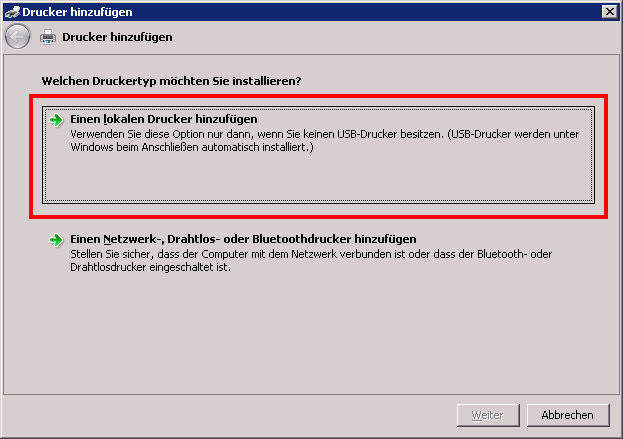 Drucker hinzufügen
Drucker hinzufügen
Welchen Druckertyp möchten Sie installieren?
Einen lokalen Drucker hinzufügen
Verwenden Sie diese Option nur dann, wenn Sie keinen USB-Drucker besitzen. (USB-Drucker werden unter
Windows beim Anschließen automatisch installiert.)
Einen Netzwerk-, Drahtlos- oder Bluetoothdrucker hinzufügen
Stellen Sie sicher, dass der Computer mit dem Netzwerk verbunden ist oder dass der Bluetooth- oder
Drahtlosdrucker eingeschaltet ist.
Weiter
Abbrechen